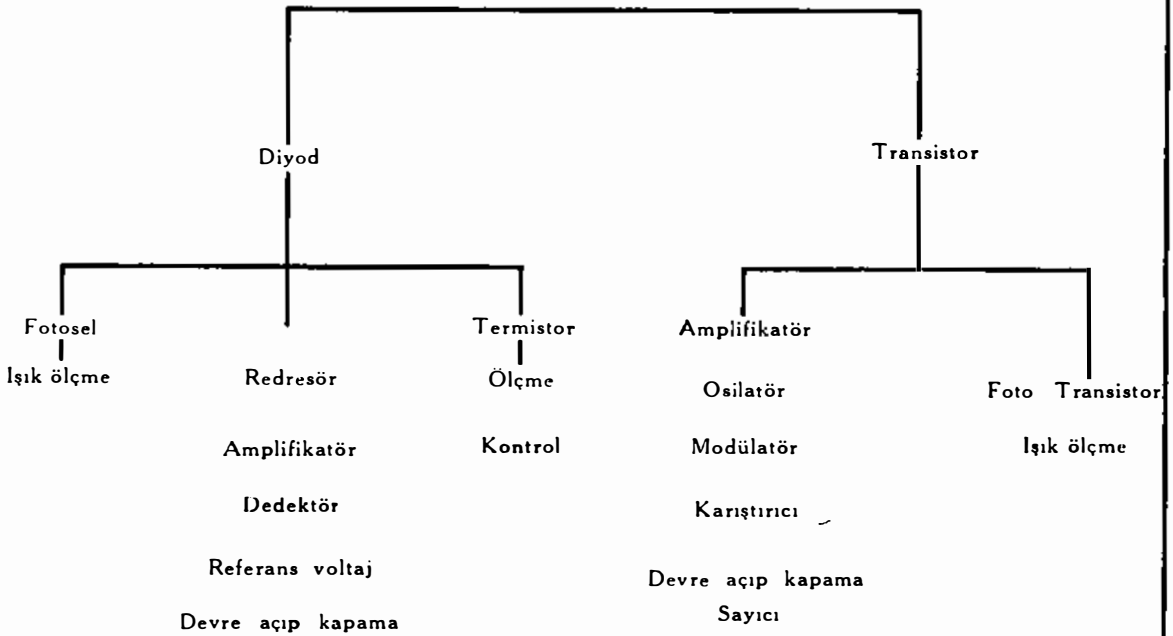 Diyod
Transistor
Fotosel
Işık ölçme
Redresör
Amplifikatör
Dedektör
Referans voltaj
Devre açıp kapama
Termistor
Ölçme
Kontrol
Amplifikatör
Osilatör
Modülatör
Karıştırıcı
Devre açıp kapama
Sayıcı
Foto Transistor
Işık ölçme